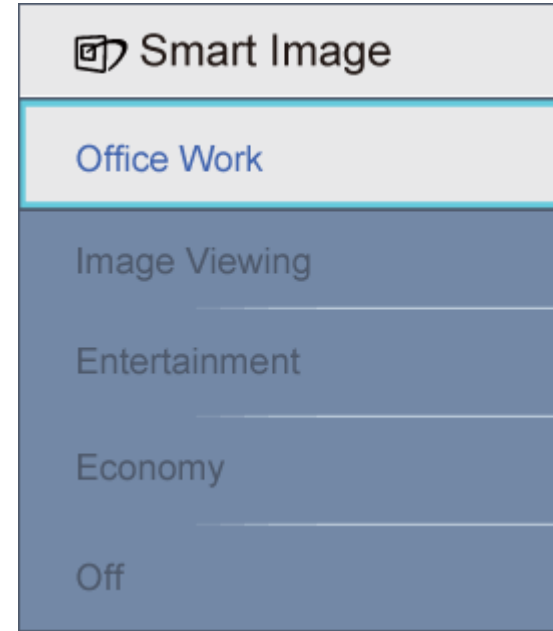 Smart Image
Office Work
Image Viewing
Entertainment
Economy
Off